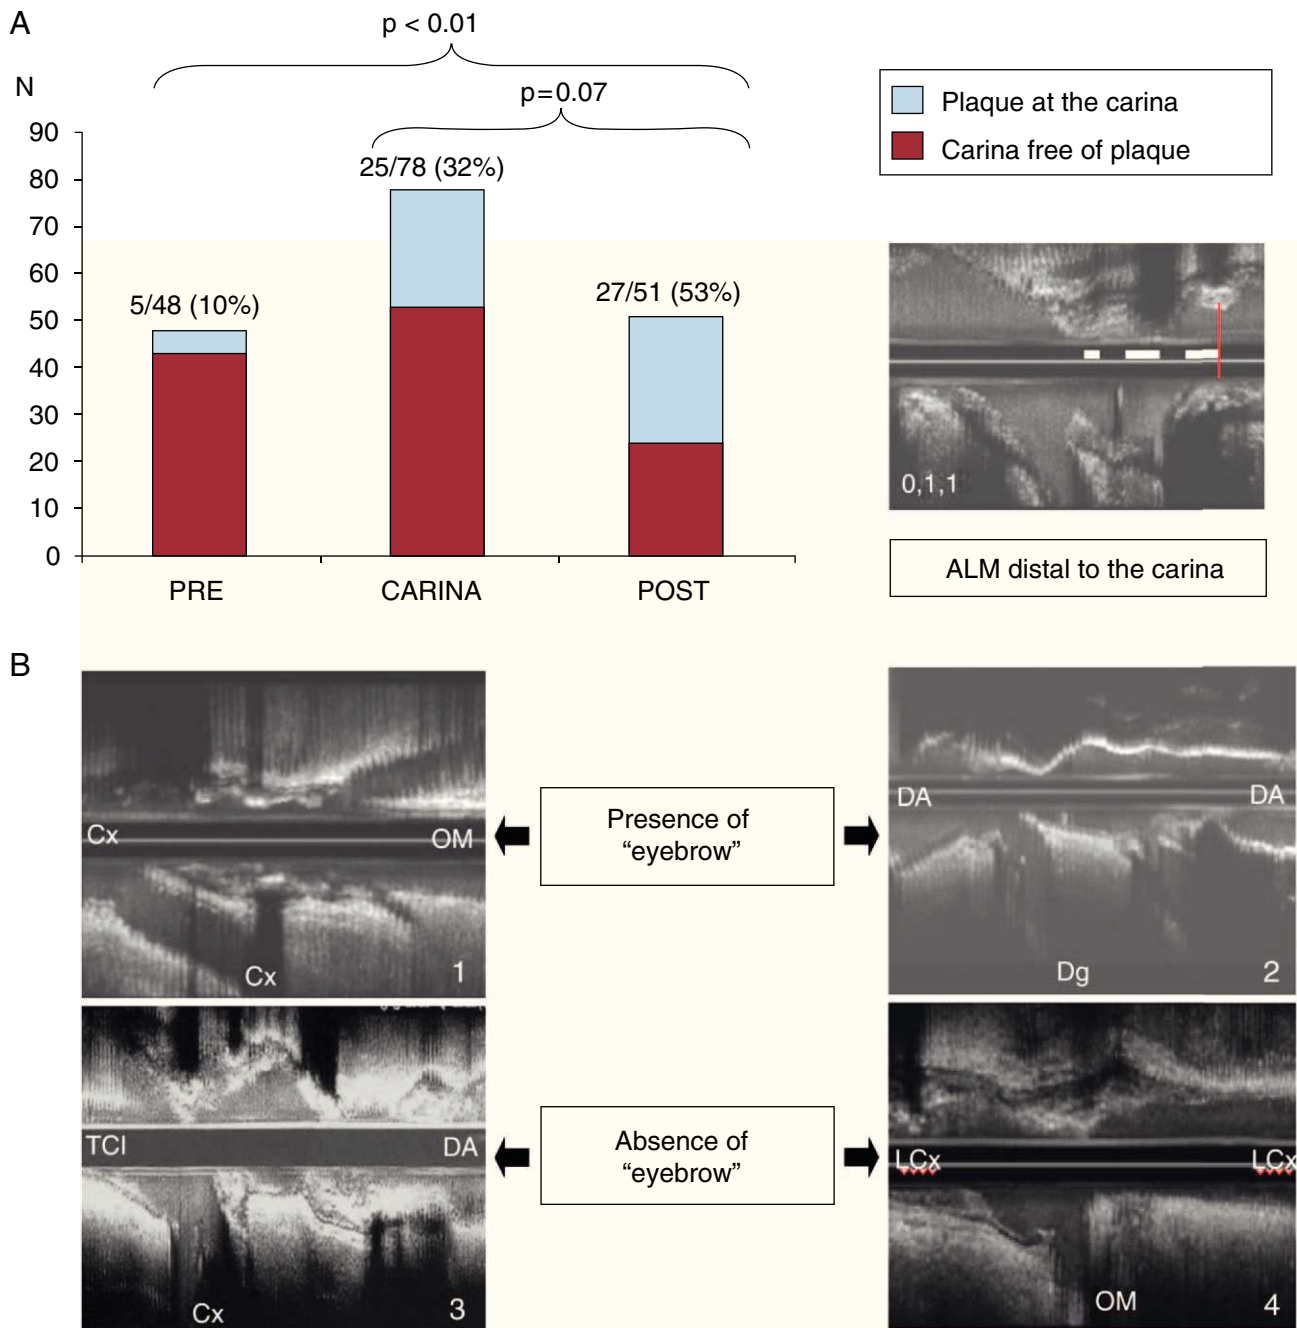 A
p < 0.01
N
p=0.07
90
80
70
60
50
40
30
20
10
0
25/78 (32%)
5/48 (10%)
27/51 (53%)
PRE
CARINA
POST
Plaque at the carina
Carina free of plaque
0,1,1
ALM distal to the carina
B
Cx
OM
Cx
1
Presence of
“eyebrow”
DA
DA
Dg
2
TCI
DA
Cx
3
Absence of
“eyebrow”
LCx
LCx
OM
4